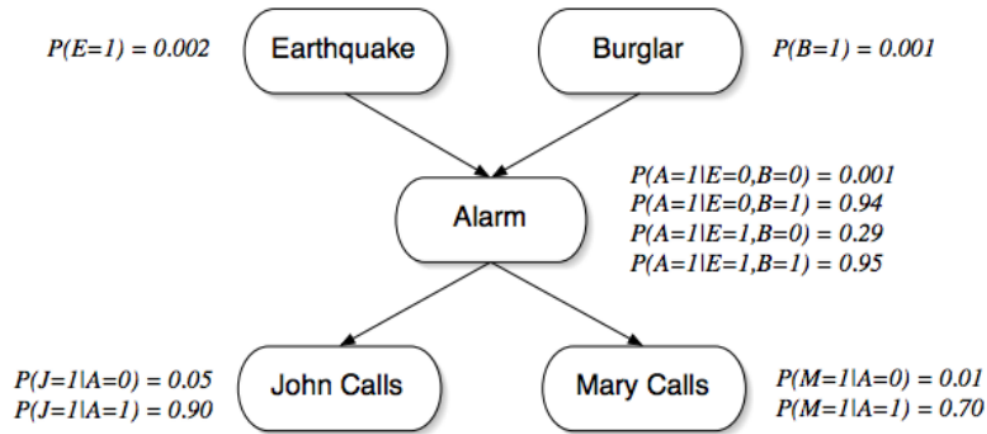 P(E=1) = 0.002
Earthquake
Burglar
P(B=1) = 0.001
Alarm
P(A=1|E=0,B=0) = 0.001
P(A=1|E=0,B=1) = 0.94
P(A=1|E=1,B=0) = 0.29
P(A=1|E=1,B=1) = 0.95
P(J=1|A=0) = 0.05
P(J=1|A=1) = 0.90
John Calls
Mary Calls
P(M=1|A=0) = 0.01
P(M=1|A=1) = 0.70